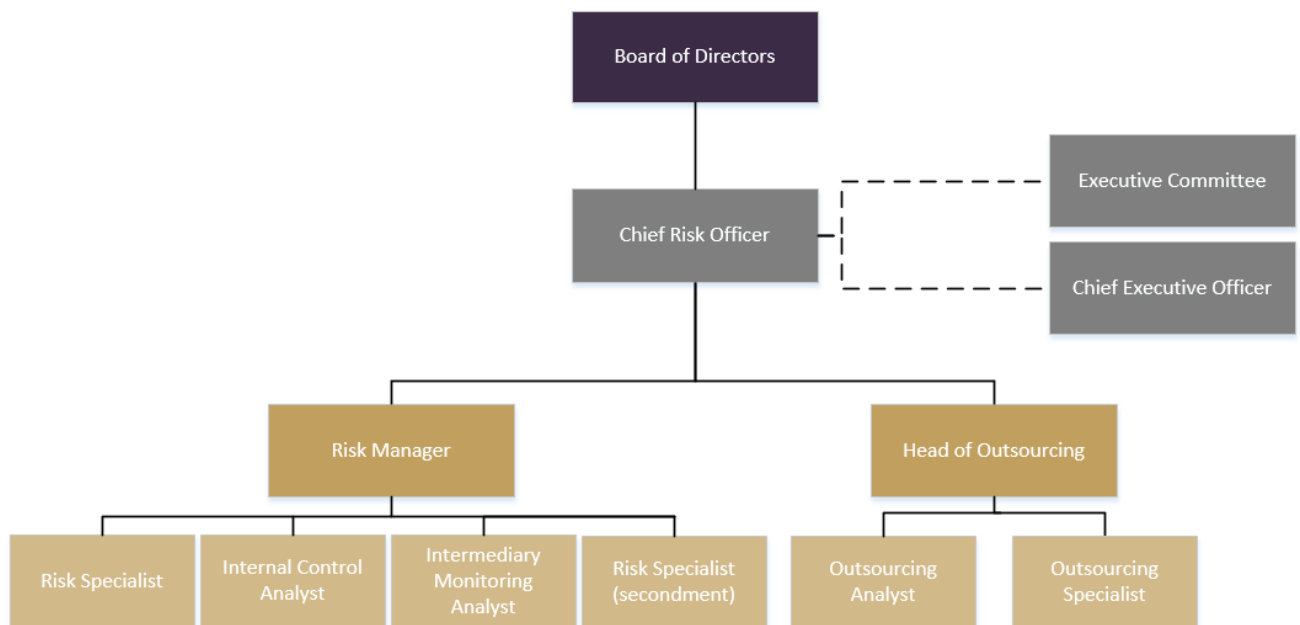 Board of Directors
Executive Committee
Chief Risk Officer
Chief Executive Officer
Risk Manager
Head of Outsourcing
Risk Specialist
Internal Control
Analyst
Intermediary
Monitoring
Analyst
Risk Specialist
(secondment)
Outsourcing
Analyst
Outsourcing
Specialist